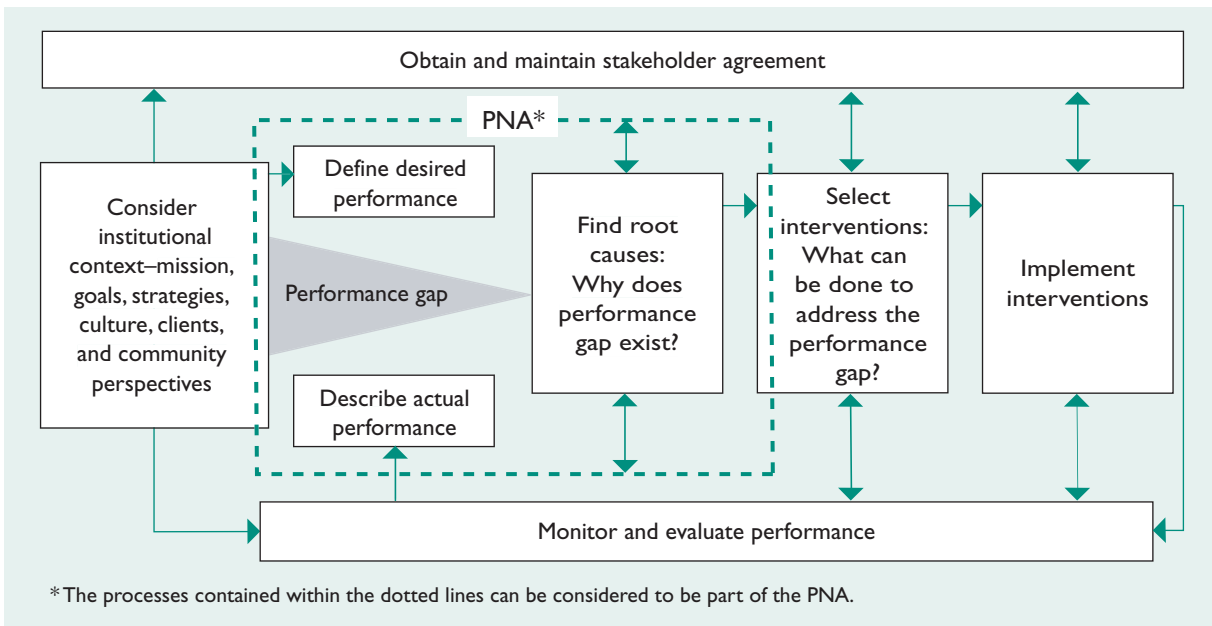 Obtain and maintain stakeholder agreement
PNA*
Consider
institutional
context–mission,
goals, strategies,
culture, clients,
and community
perspectives
Define desired
performance
Performance gap
Describe actual
performance
Find root
causes:
Why does
performance
gap exist?
Select
interventions:
What can
be done to
address the
performance
gap?
Implement
interventions
Monitor and evaluate performance
* The processes contained within the dotted lines can be considered to be part of the PNA.